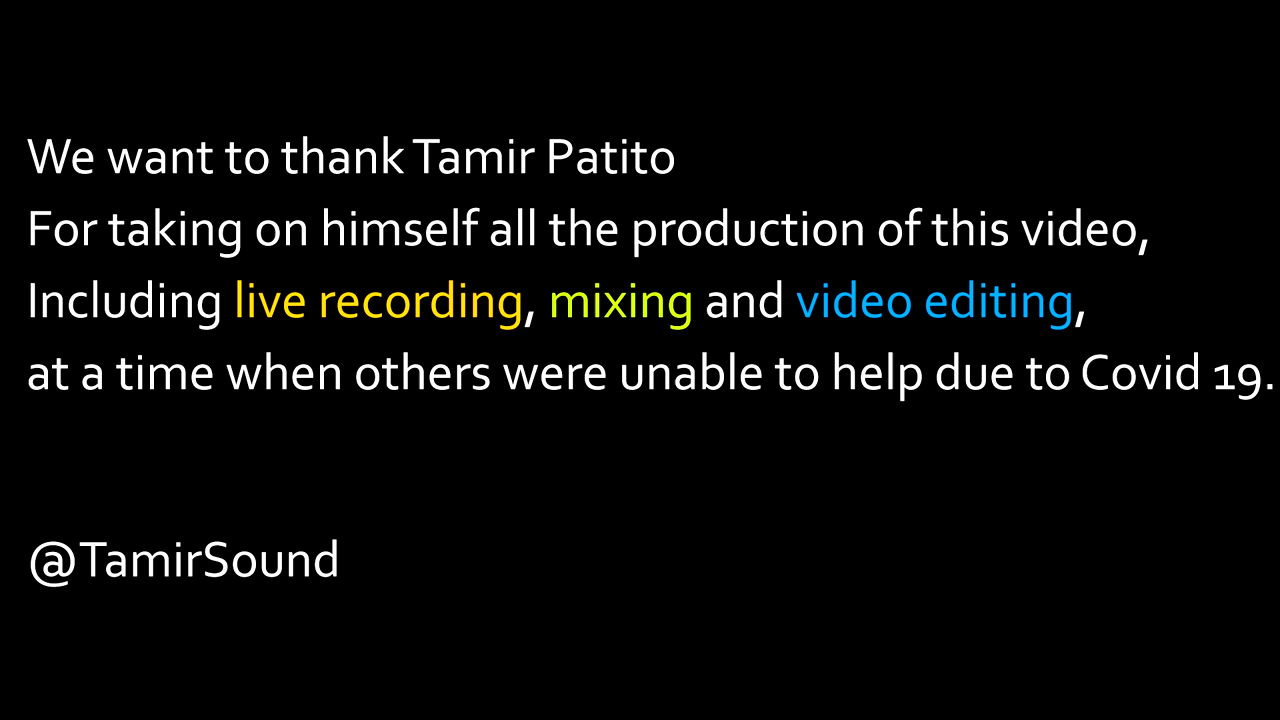 We want to thank Tamir Patito
For taking on himself all the production of this video,
Including live recording, mixing and video editing,
at a time when others were unable to help due to Covid 19.
@TamirSound